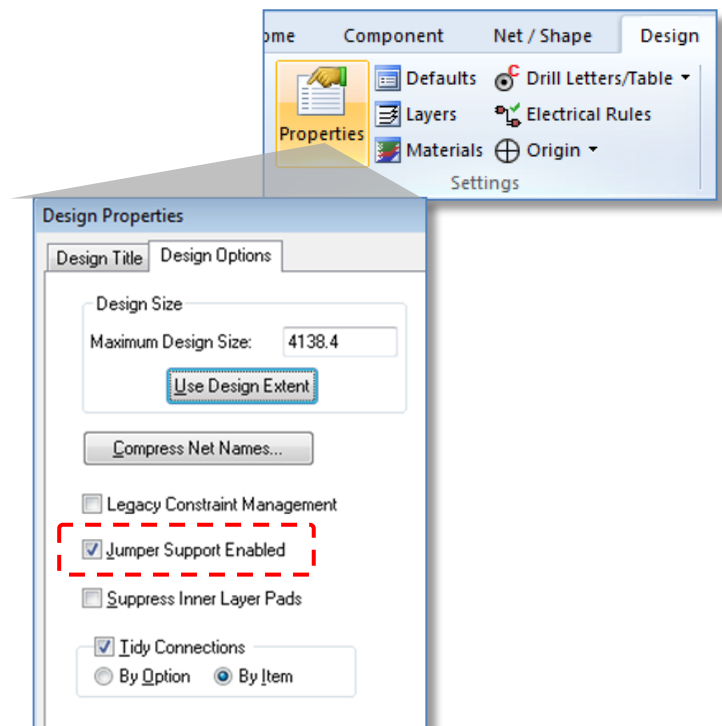 ome Component Net / Shape Design
Properties
Defaults Drill Letters/Table
Layers Electrical Rules
Materials Origin
Settings
Design Properties
Design Title Design Options
Design Size
Maximum Design Size: 4138.4
Use Design Extent
Compress Net Names...
Legacy Constraint Management
Jumper Support Enabled
Suppress Inner Layer Pads
Tidy Connections
By Option By Item